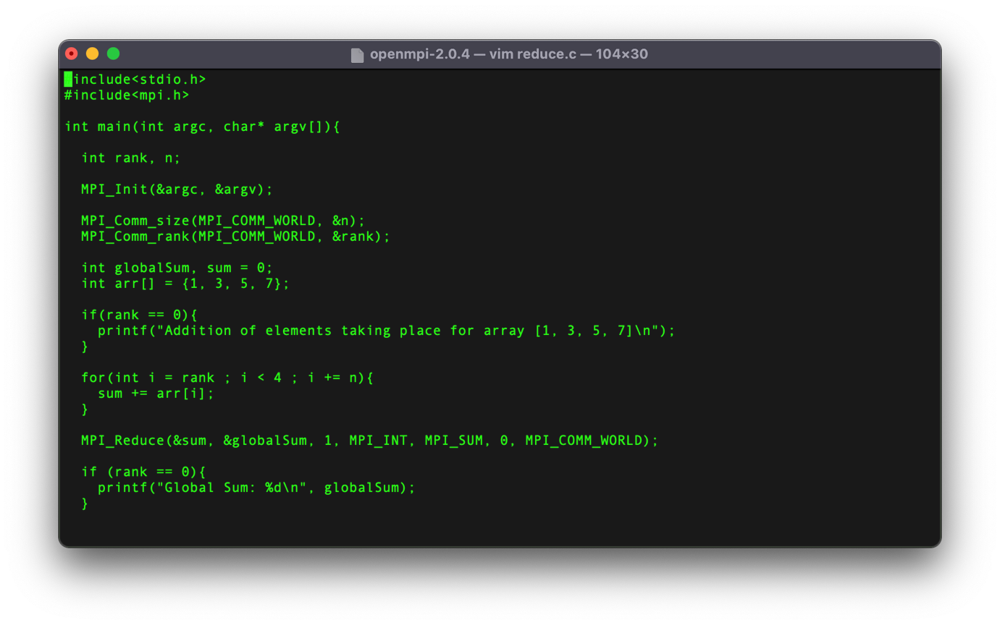 openmpi-2.0.4 — vim reduce.c — 104×30
#include<stdio.h>
#include<mpi.h>

int main(int argc, char* argv[]){

  int rank, n;

  MPI_Init(&argc, &argv);

  MPI_Comm_size(MPI_COMM_WORLD, &n);
  MPI_Comm_rank(MPI_COMM_WORLD, &rank);

  int globalSum, sum = 0;
  int arr[] = {1, 3, 5, 7};

  if(rank == 0){
    printf("Addition of elements taking place for array [1, 3, 5, 7]\n");
  }

  for(int i = rank ; i < 4 ; i += n){
    sum += arr[i];
  }

  MPI_Reduce(&sum, &globalSum, 1, MPI_INT, MPI_SUM, 0, MPI_COMM_WORLD);

  if (rank == 0){
    printf("Global Sum: %d\n", globalSum);
  }